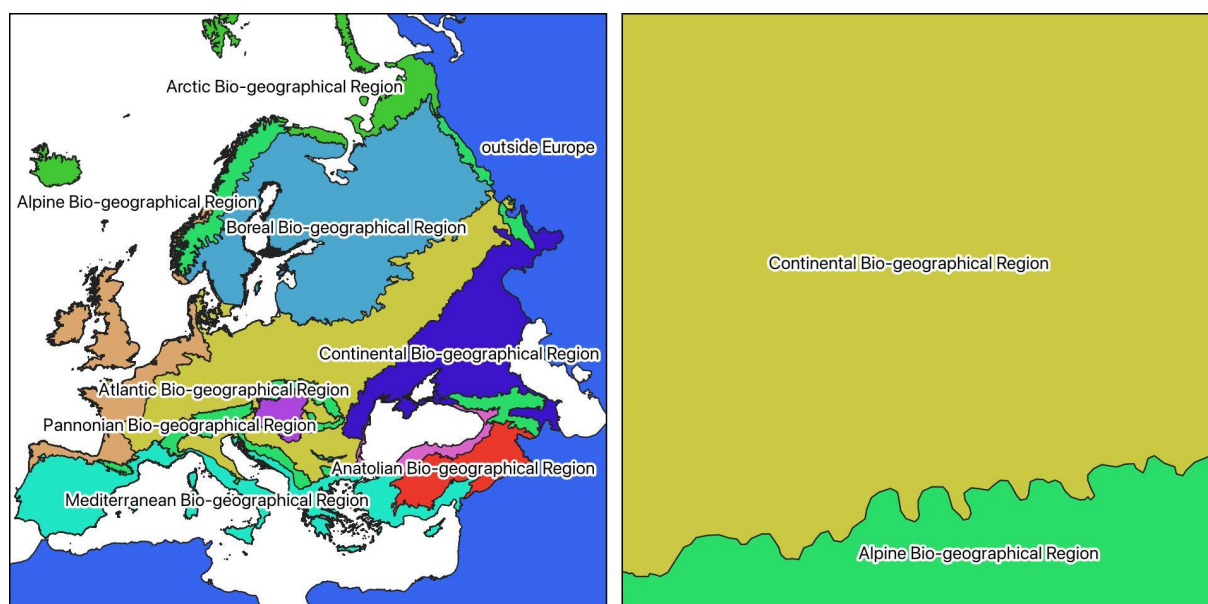 Arctic Bio-geographical Region
outside Europe
Alpine Bio-geographical Region
Boreal Bio-geographical Region
Continental Bio-geographical Region
Atlantic Bio-geographical Region
Pannonian Bio-geographical Region
Anatolian Bio-geographical Region
Mediterranean Bio-geographical Region
Continental Bio-geographical Region
Alpine Bio-geographical Region